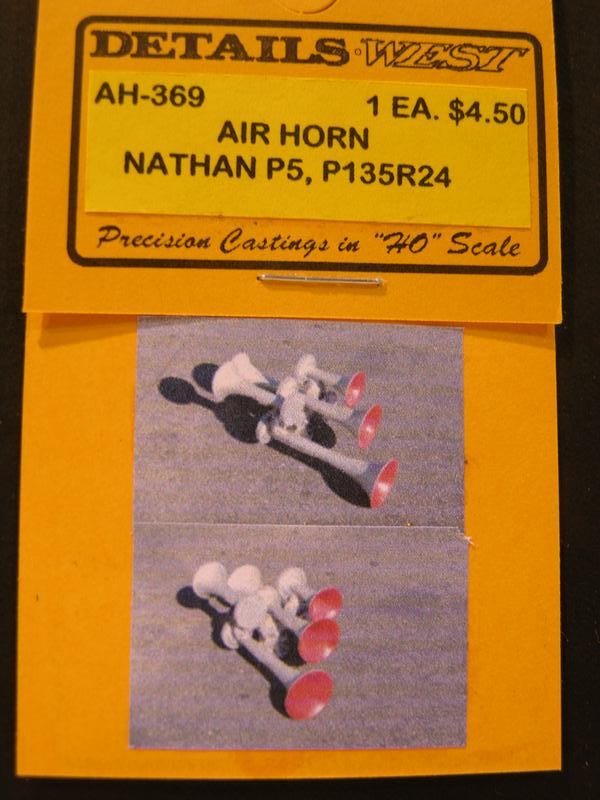 DETAILS WEST
AH-369 1 EA. $4.50
AIR HORN
NATHAN P5, P135R24
Precision Castings in "HO" Scale